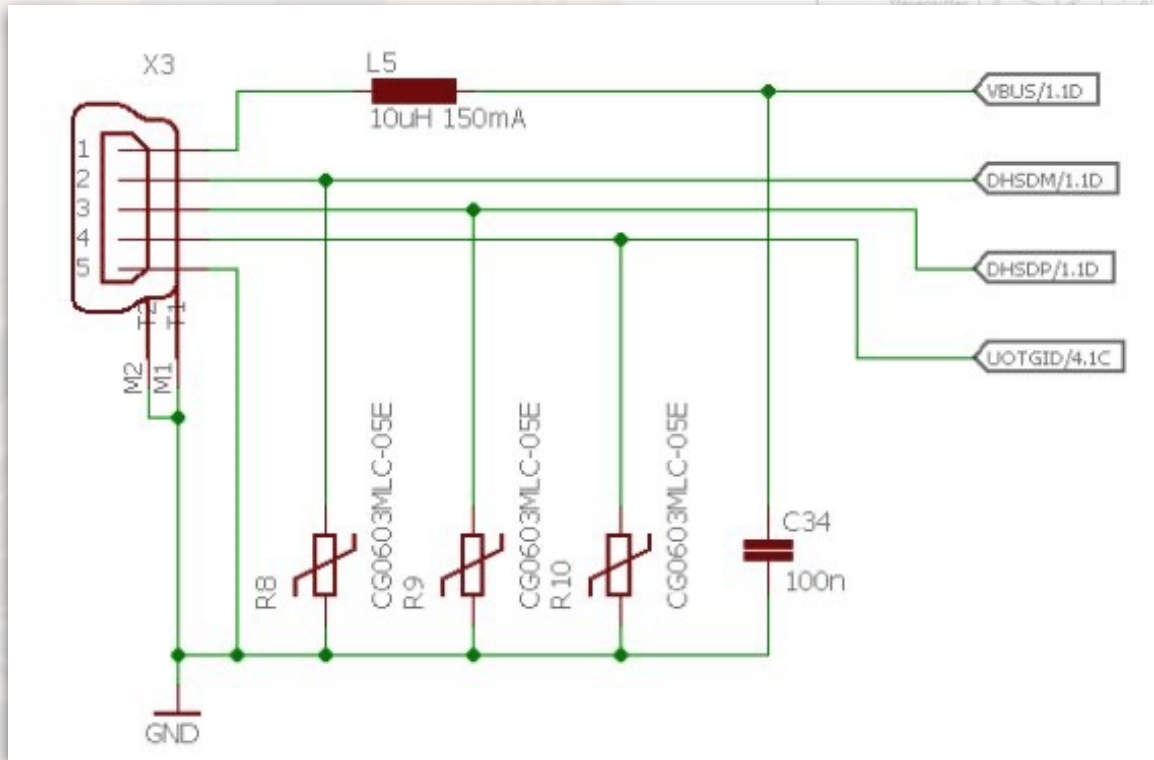 X3
L5
10uH 150mA
VBUS/1.1D
1
2
3
4
5
DHSDM/1.1D
DHSDP/1.1D
UOTGID/4.1C
T2
T1
M2
M1
R8
CG0603MLC-05E
R9
CG0603MLC-05E
R10
CG0603MLC-05E
C34
100n
GND